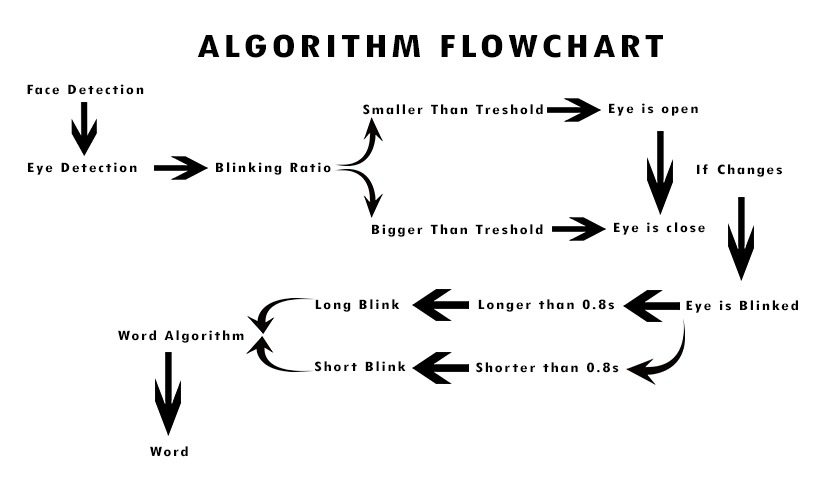 ALGORITHM FLOWCHART
Face Detection
Smaller Than Treshold
Eye is open
Eye Detection
Blinking Ratio
If Changes
Bigger Than Treshold
Eye is close
Long Blink
Longer than 0.8s
Eye is Blinked
Word Algorithm
Short Blink
Shorter than 0.8s
Word